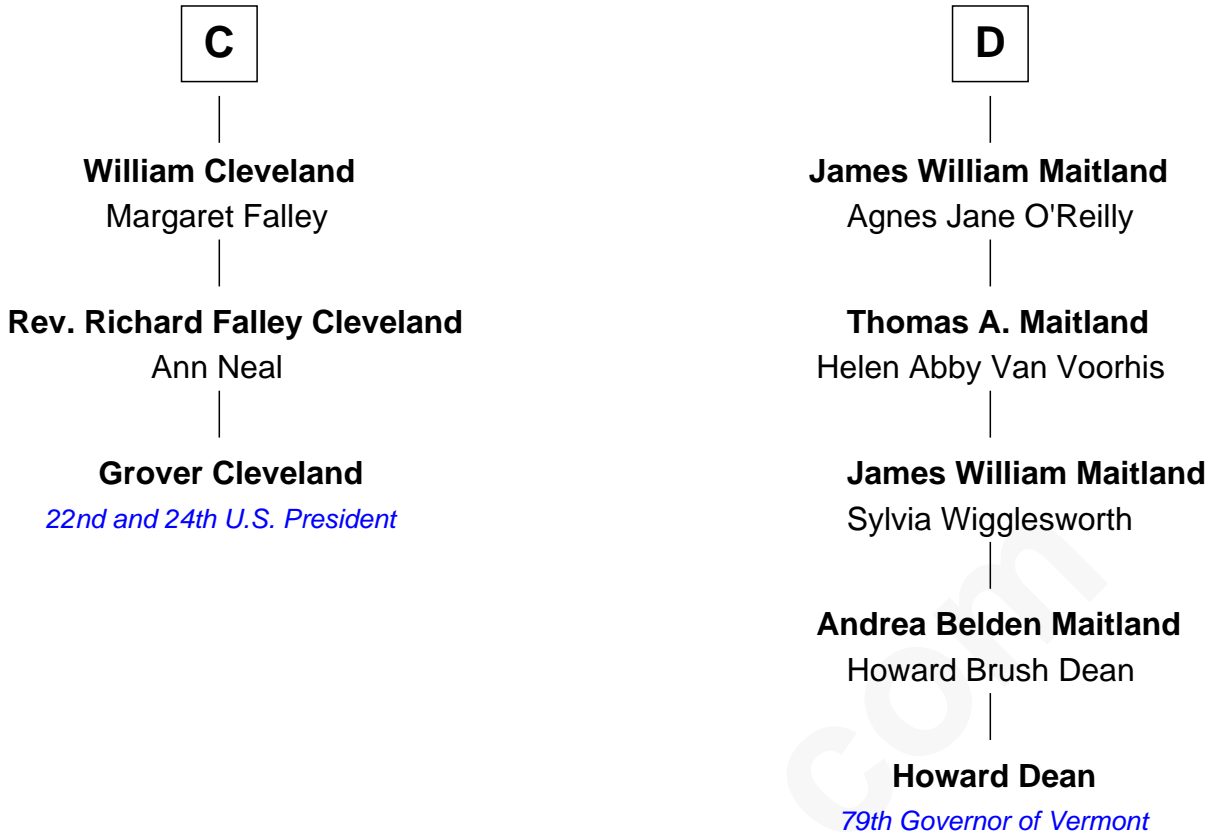 C
William Cleveland
Margaret Falley
Rev. Richard Falley Cleveland
Ann Neal
Grover Cleveland
22nd and 24th U.S. President
D
James William Maitland
Agnes Jane O'Reilly
Thomas A. Maitland
Helen Abby Van Voorhis
James William Maitland
Sylvia Wigglesworth
Andrea Belden Maitland
Howard Brush Dean
Howard Dean
79th Governor of Vermont
com